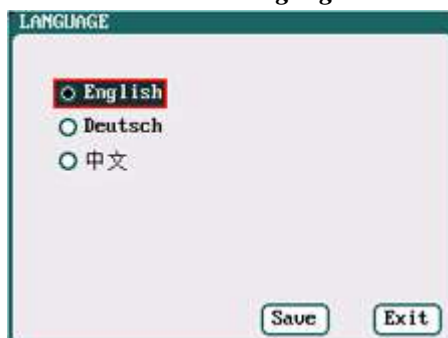 LANGUAGE
English
Deutsch
中文
Save Exit